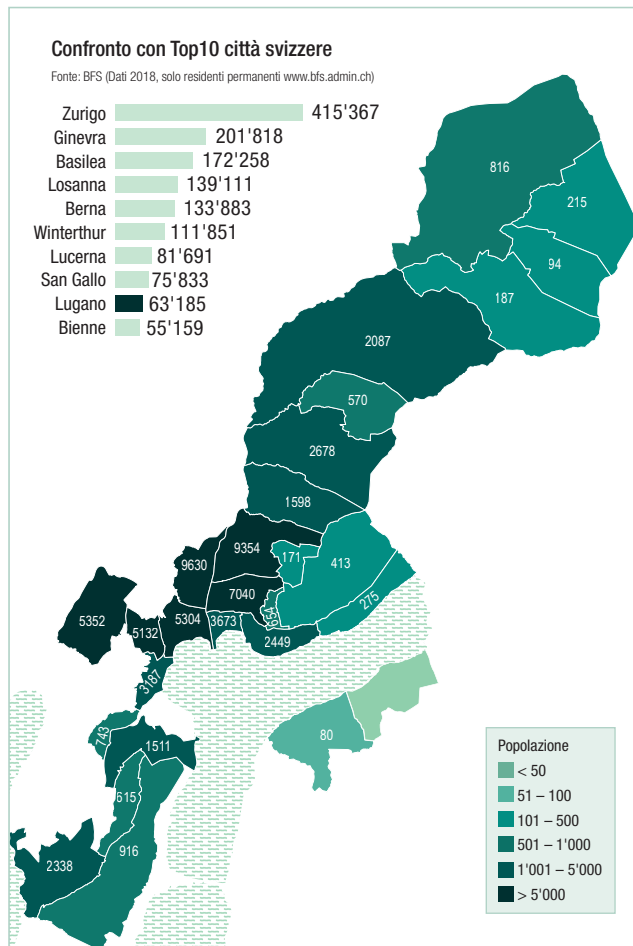 Confronto con Top10 città svizzere
Fonte: BFS (Dati 2018, solo residenti permanenti www.bfs.admin.ch)
Zurigo 415'367
Ginevra 201'818
Basilea 172'258
Losanna 139'111
Berna 133'883
Winterthur 111'851
Lucerna 81'691
San Gallo 75'833
Lugano 63'185
Bienne 55'159
816
215
94
187
2087
570
2678
1598
9354
9630
171
413
7040
275
5352
5304
3673
654
5132
2449
3187
743
1511
80
615
916
2338
Popolazione
< 50
51 – 100
101 – 500
501 – 1'000
1'001 – 5'000
> 5'000